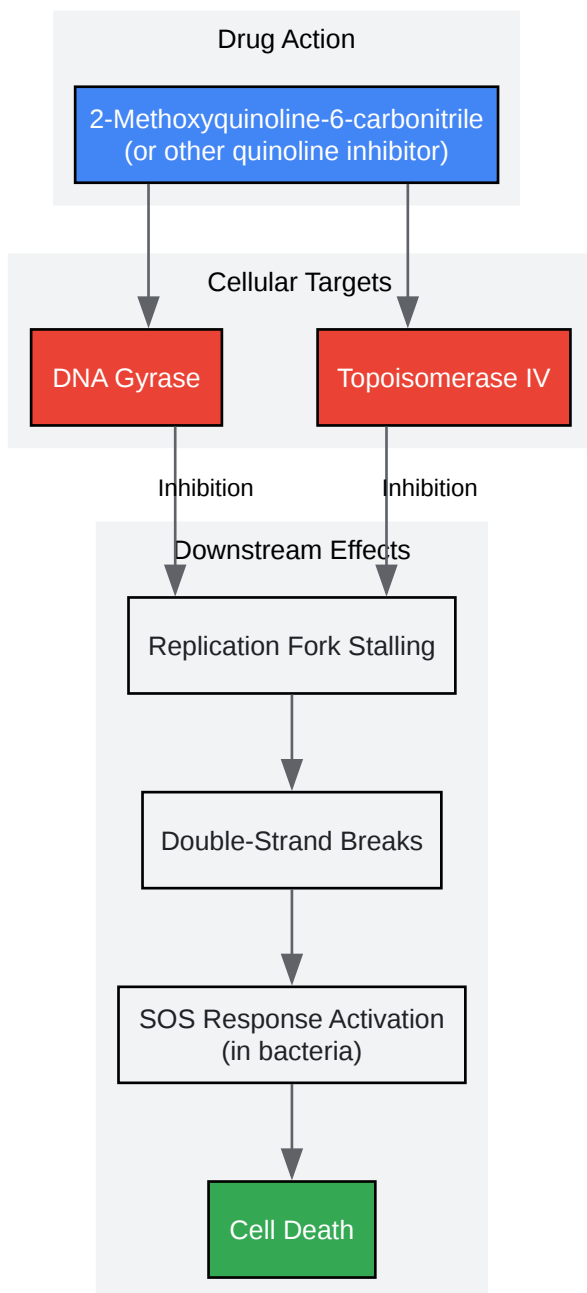 Drug Action
2-Methoxyquinoline-6-carbonitrile
(or other quinoline inhibitor)
Cellular Targets
DNA Gyrase
Topoisomerase IV
Inhibition
Inhibition
Downstream Effects
Replication Fork Stalling
Double-Strand Breaks
SOS Response Activation
(in bacteria)
Cell Death